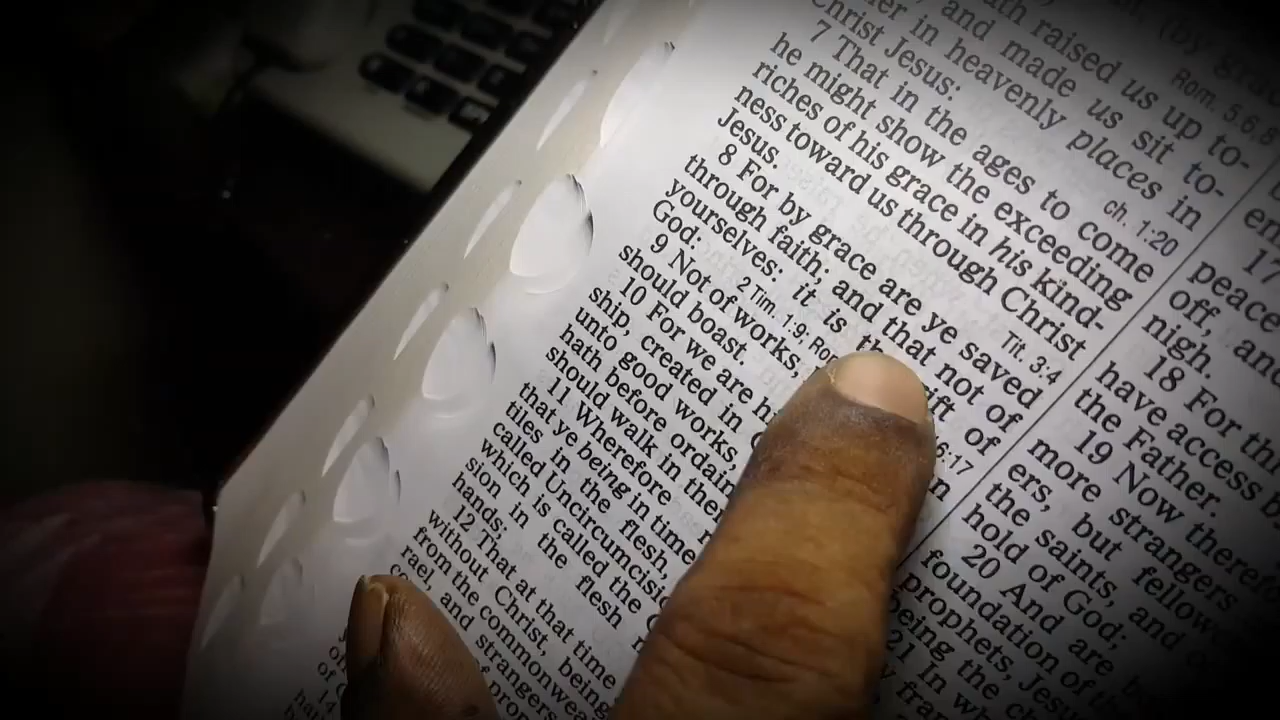 ath raised us up to-
, and made us sit to-
er in heavenly places in
Christ Jesus:
ch. 1:20
7 That in the ages to come
he might show the exceeding
riches of his grace in his kind-
ness toward us through Christ
Jesus.
Tit. 3:4
8 For by grace are ye saved
through faith; and that not of
yourselves: it is ift of
God:
2 Tim. 1:9; 6:17
9 Not of works,
should boast.
10 For we are
ship, created in
unto good works,
hath before ordain
should walk in the
11 Wherefore
that ye being in time
tiles in the flesh,
called Uncircumcisio
which is called the
sion in the flesh
hands;
12 That at that time
without Christ, being
from the commonwea
rael, and strangers
Rom. 5:6,8
17
peace
off, and
nigh.
18 For
have access
the Father.
19 Now
more strangers
ers, but fellow
the saints, and
hold of God;
20 And are
foundation of
prophets, Jesu
being the
In